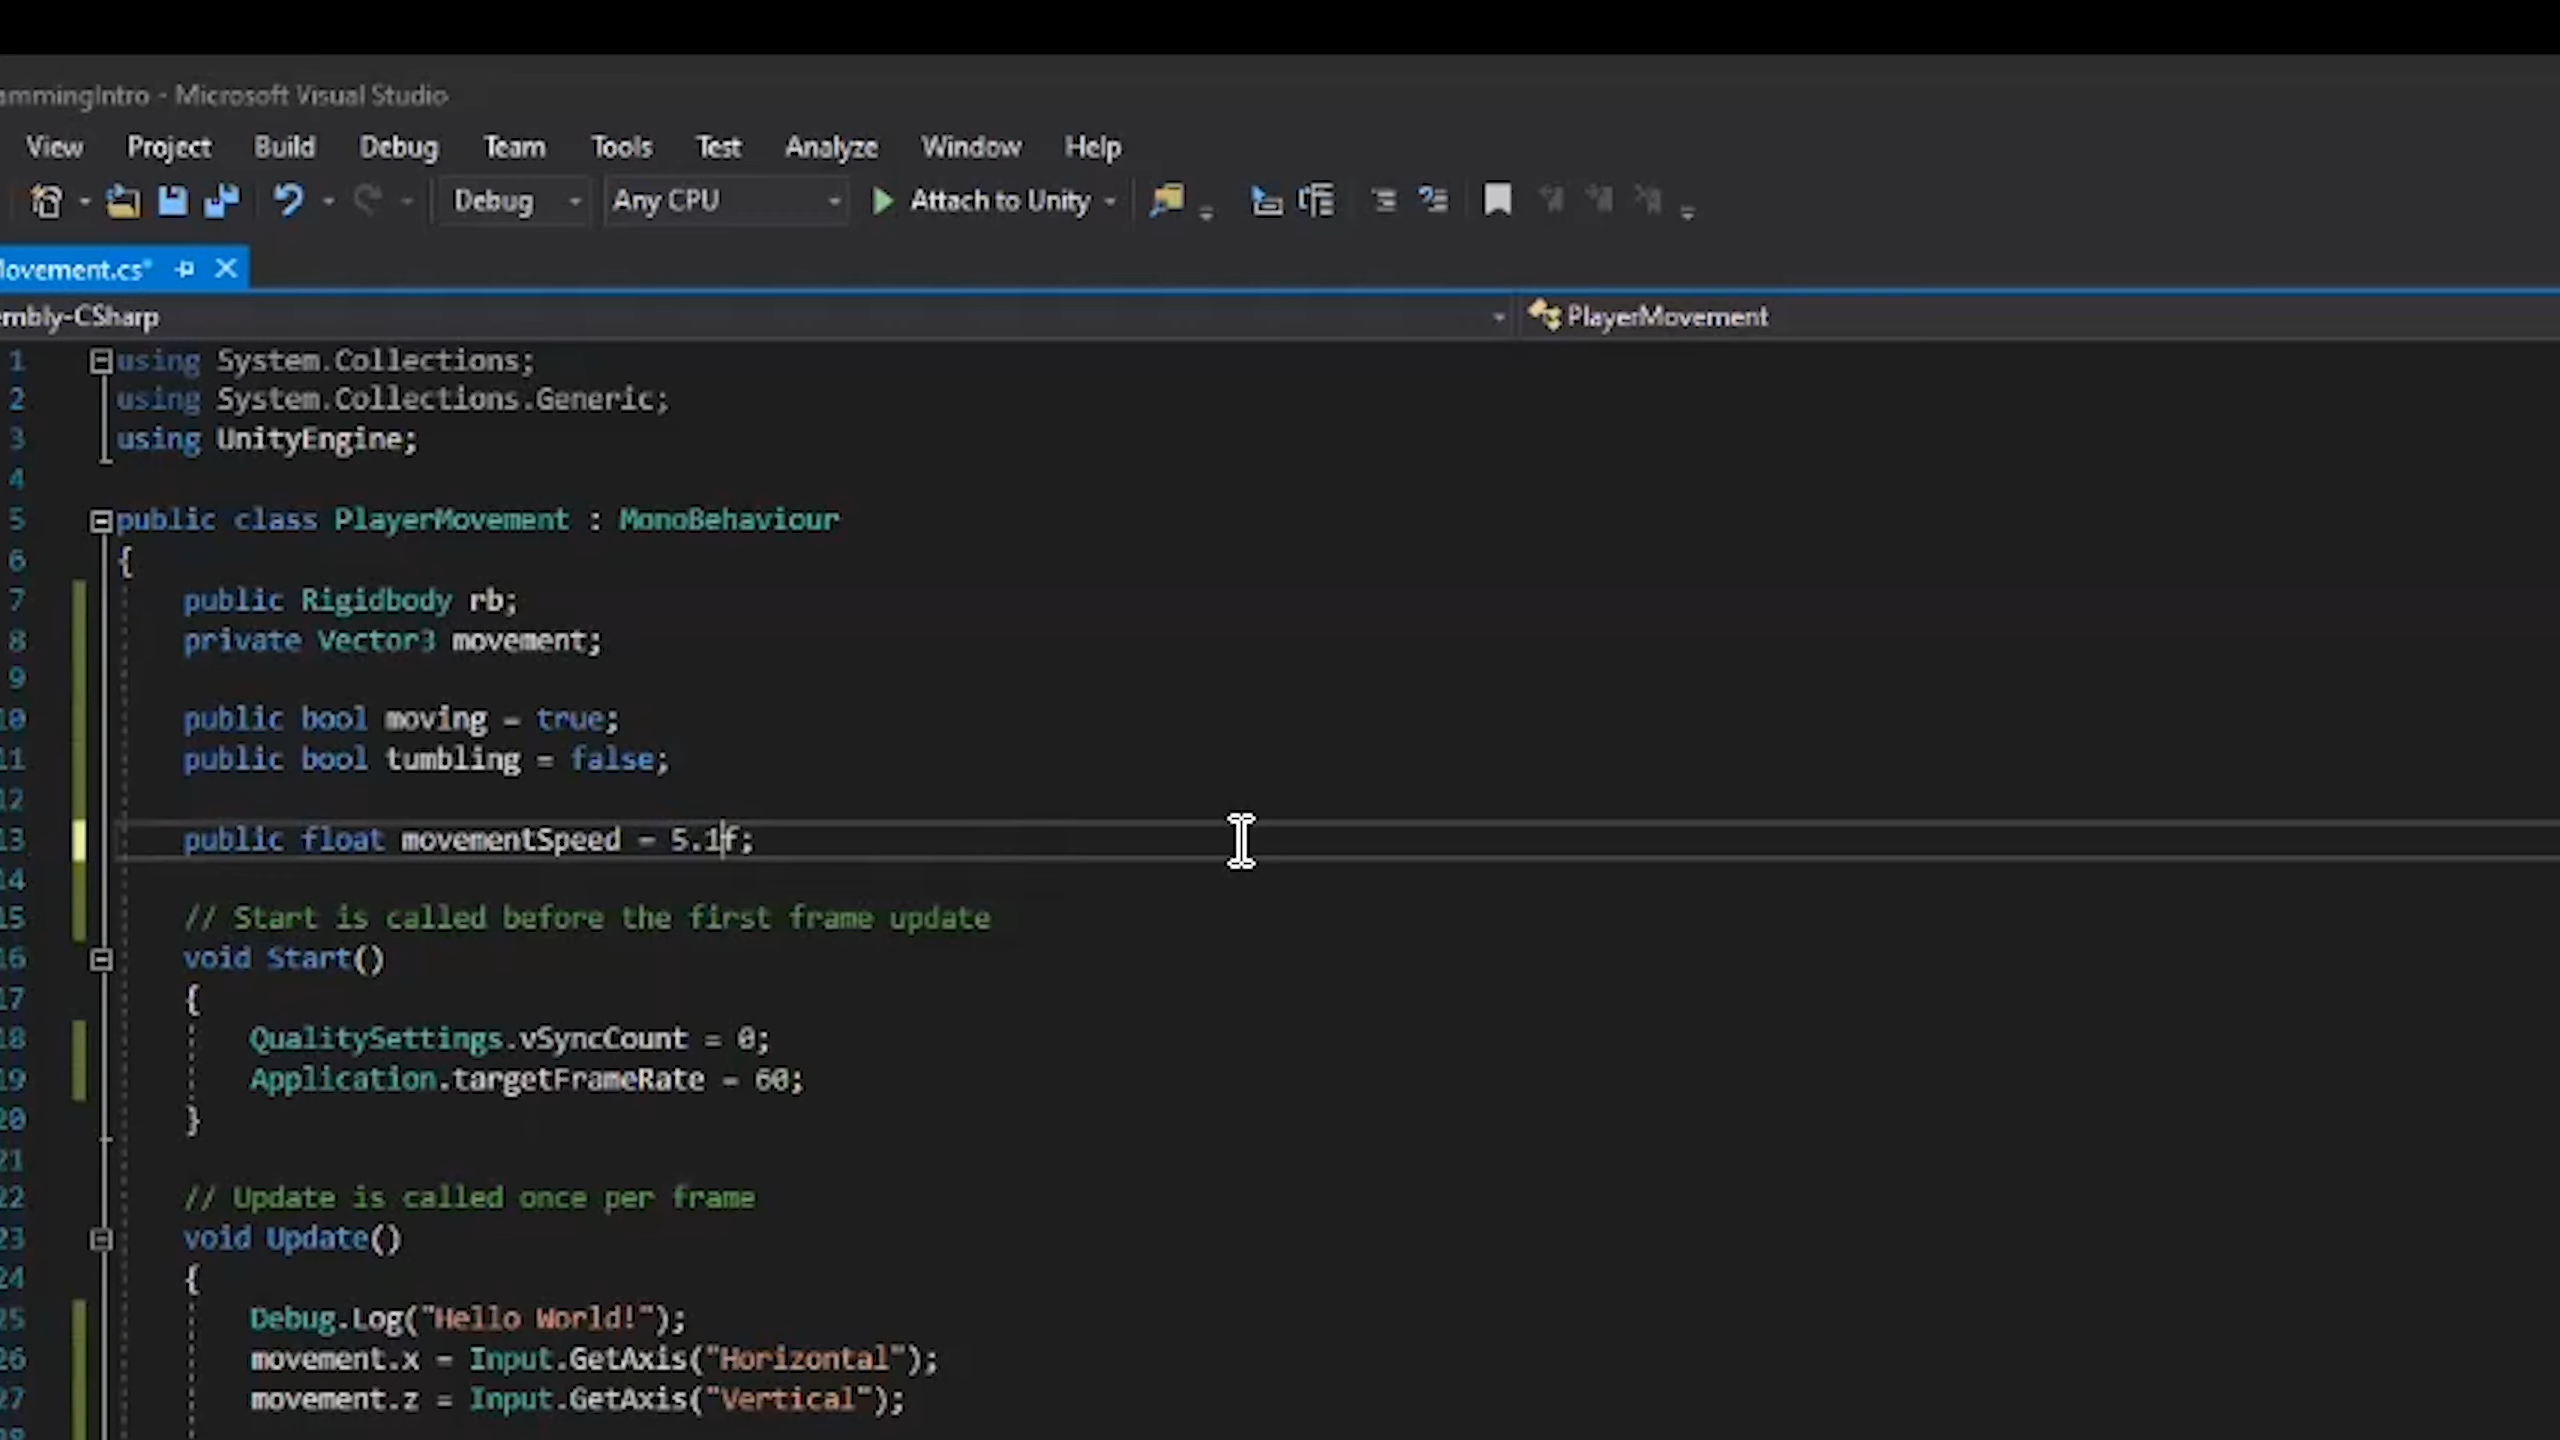 ammingIntro - Microsoft Visual Studio
View Project Build Debug Team Tools Test Analyze Window Help
Debug Any CPU Attach to Unity
ovement.cs*
mbly-CSharp PlayerMovement
1 using System.Collections;
2 using System.Collections.Generic;
3 using UnityEngine;
4
5 public class PlayerMovement : MonoBehaviour
6 {
7 public Rigidbody rb;
8 private Vector3 movement;
9
10 public bool moving = true;
11 public bool tumbling = false;
12
13 public float movementSpeed = 5.1f;
14
15 // Start is called before the first frame update
16 void Start()
17 {
18 QualitySettings.vSyncCount = 0;
19 Application.targetFrameRate = 60;
20 }
21
22 // Update is called once per frame
23 void Update()
24 {
25 Debug.Log("Hello World!");
26 movement.x = Input.GetAxis("Horizontal");
27 movement.z = Input.GetAxis("Vertical");